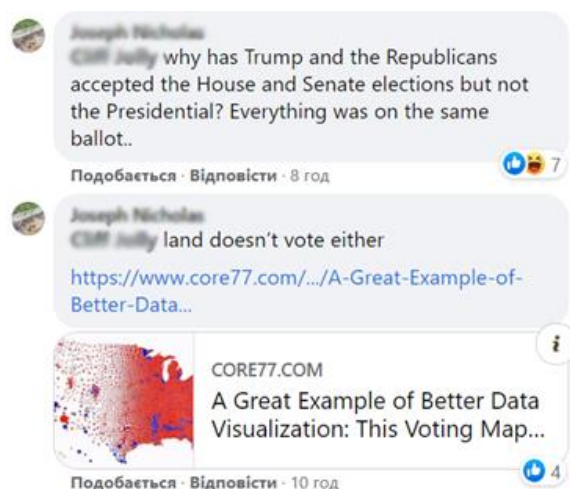 why has Trump and the Republicans
accepted the House and Senate elections but not
the Presidential? Everything was on the same
ballot..
7
Подобається · Відповісти · 8 год
land doesn't vote either
https://www.core77.com/.../A-Great-Example-of-
Better-Data...
i
CORE77.COM
A Great Example of Better Data
Visualization: This Voting Map...
4
Подобається · Відповісти · 10 год